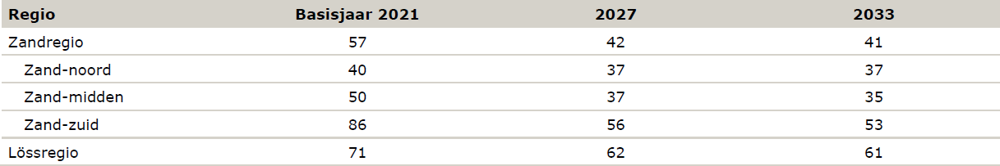 Regio Basisjaar 2021 2027 2033
Zandregio 57 42 41
Zand-noord 40 37 37
Zand-midden 50 37 35
Zand-zuid 86 56 53
Lössregio 71 62 61